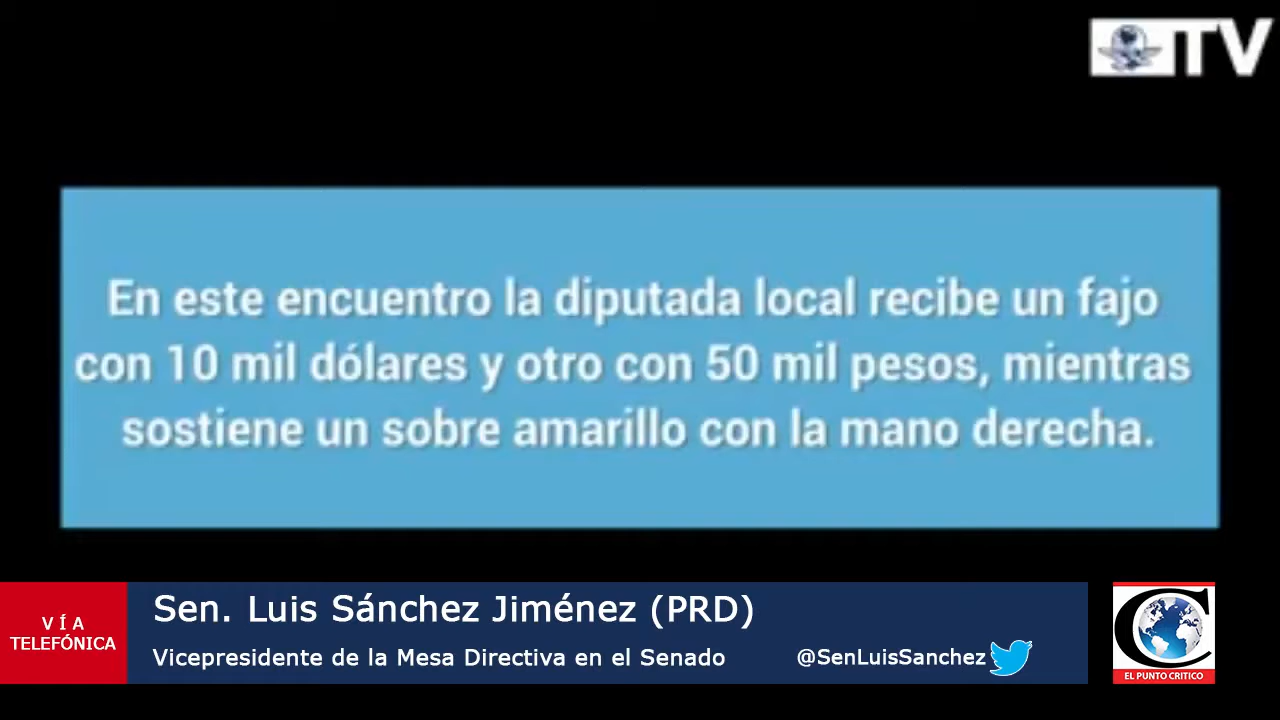 TV
En este encuentro la diputada local recibe un fajo
con 10 mil dólares y otro con 50 mil pesos, mientras
sostiene un sobre amarillo con la mano derecha.
VÍA
TELEFÓNICA
Sen. Luis Sánchez Jiménez (PRD)
Vicepresidente de la Mesa Directiva en el Senado
@SenLuisSanchez
C
EL PUNTO CRITICO